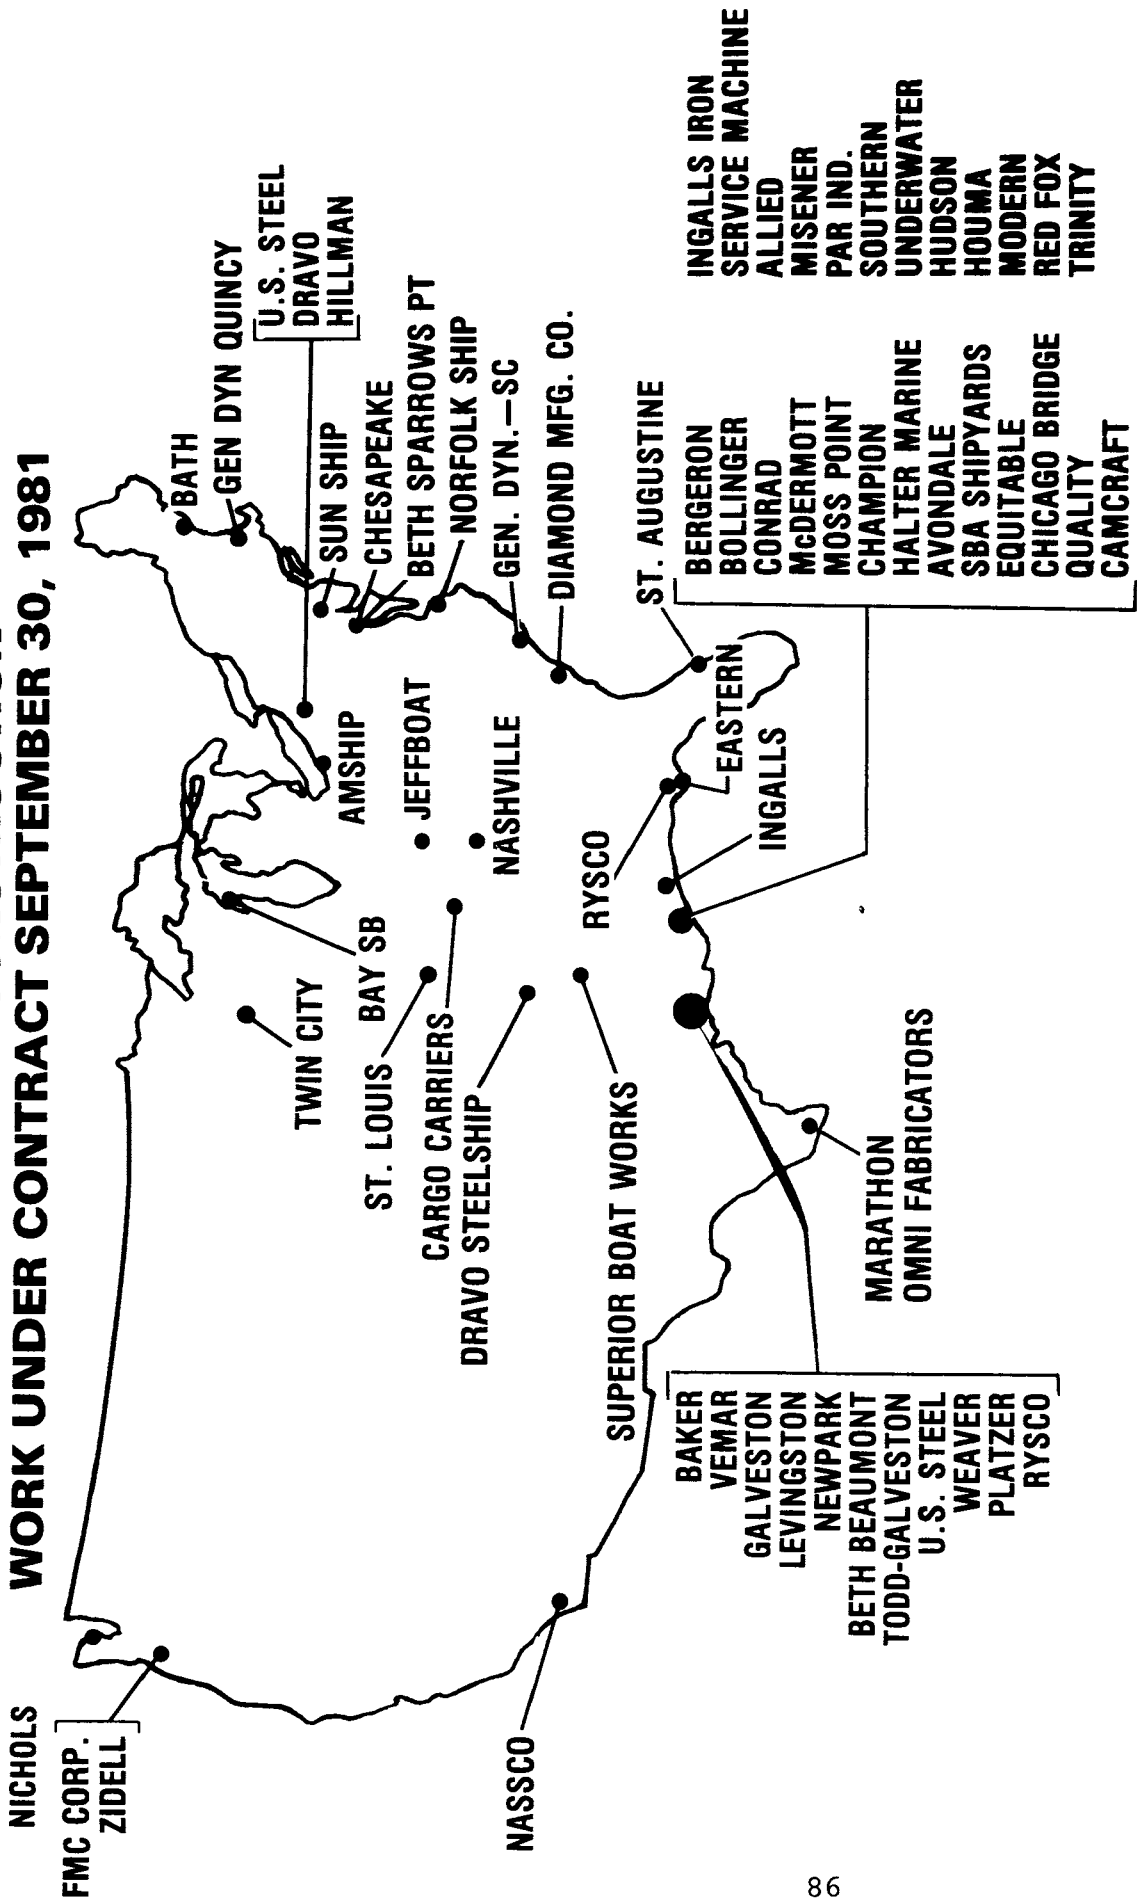 WORK UNDER CONTRACT SEPTEMBER 30, 1981
NICHOLS
FMC CORP.
ZIDELL
NASSCO
TWIN CITY
BAY SB
ST. LOUIS
CARGO CARRIERS
DRAVO STEELSHIP
SUPERIOR BOAT WORKS
AMSHIP
JEFFBOAT
NASHVILLE
BATH
GEN DYN QUINCY
U.S. STEEL
DRAVO
HILLMAN
SUN SHIP
CHESAPEAKE
BETH SPARROWS PT
NORFOLK SHIP
GEN. DYN.–SC
DIAMOND MFG. CO.
ST. AUGUSTINE
RYSCO
EASTERN
INGALLS
BAKER
VEMAR
GALVESTON
LEVINGSTON
NEWPARK
BETH BEAUMONT
TODD-GALVESTON
U.S. STEEL
WEAVER
PLATZER
RYSCO
MARATHON
OMNI FABRICATORS
BERGERON
BOLLINGER
CONRAD
McDERMOTT
MOSS POINT
CHAMPION
HALTER MARINE
AVONDALE
SBA SHIPYARDS
EQUITABLE
CHICAGO BRIDGE
QUALITY
CAMCRAFT
INGALLS IRON
SERVICE MACHINE
ALLIED
MISENER
PAR IND.
SOUTHERN
UNDERWATER
HUDSON
HOUMA
MODERN
RED FOX
TRINITY
86